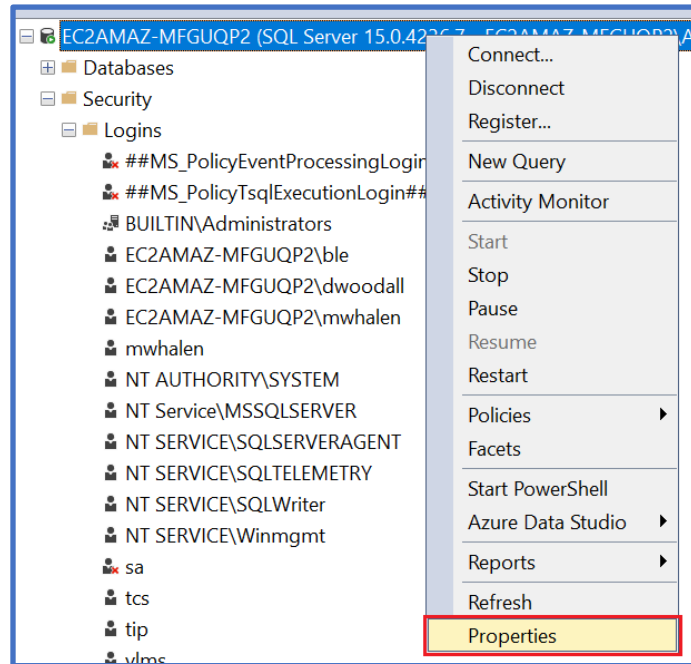 EC2AMAZ-MFGUQP2 (SQL Server 15.0.4236.7 - EC2AMAZ-MFGUQP2\A
Databases
Security
Logins
##MS_PolicyEventProcessingLogin
##MS_PolicyTsqlExecutionLogin##
BUILTIN\Administrators
EC2AMAZ-MFGUQP2\ble
EC2AMAZ-MFGUQP2\dwoodall
EC2AMAZ-MFGUQP2\mwhalen
mwhalen
NT AUTHORITY\SYSTEM
NT Service\MSSQLSERVER
NT SERVICE\SQLSERVERAGENT
NT SERVICE\SQLTELEMETRY
NT SERVICE\SQLWriter
NT SERVICE\Winmgmt
sa
tcs
tip
vlms
Connect...
Disconnect
Register...
New Query
Activity Monitor
Start
Stop
Pause
Resume
Restart
Policies
Facets
Start PowerShell
Azure Data Studio
Reports
Refresh
Properties